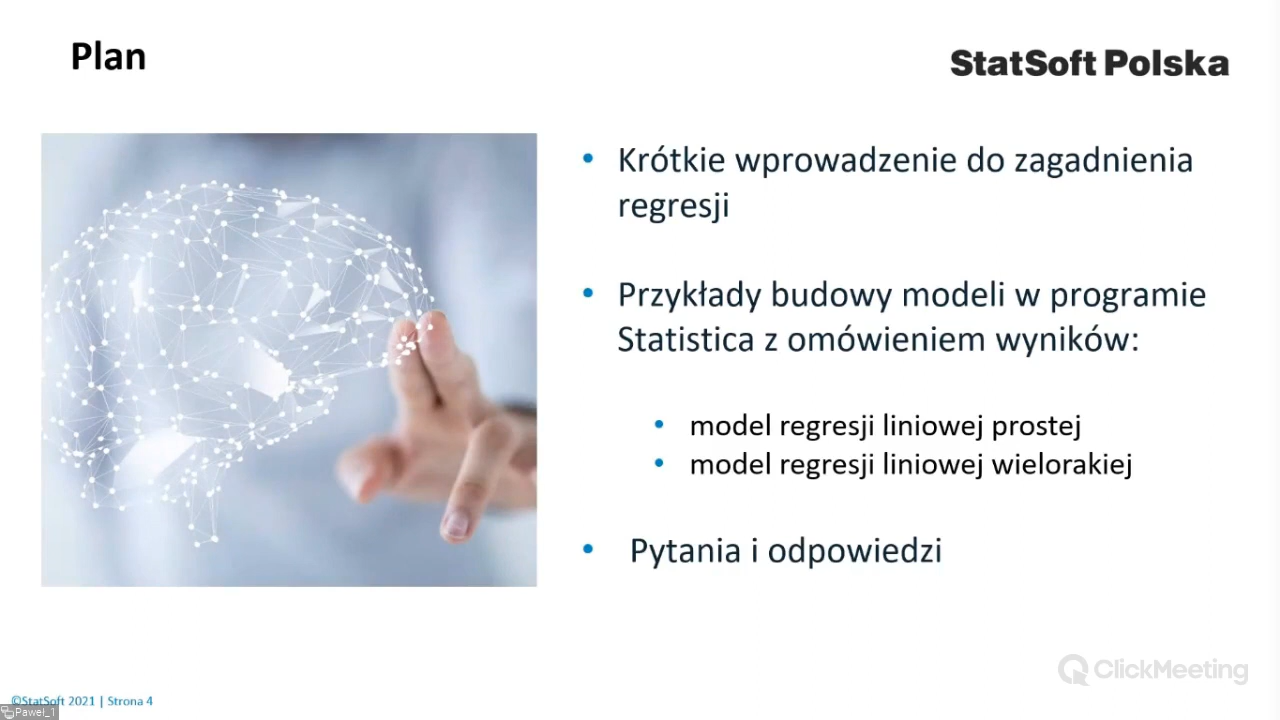 Plan
StatSoft Polska
• Krótkie wprowadzenie do zagadnienia
regresji
• Przykłady budowy modeli w programie
Statistica z omówieniem wyników:
• model regresji liniowej prostej
• model regresji liniowej wielorakiej
• Pytania i odpowiedzi
ClickMeeting
©StatSoft 2021 | Strona 4
Pawel_1